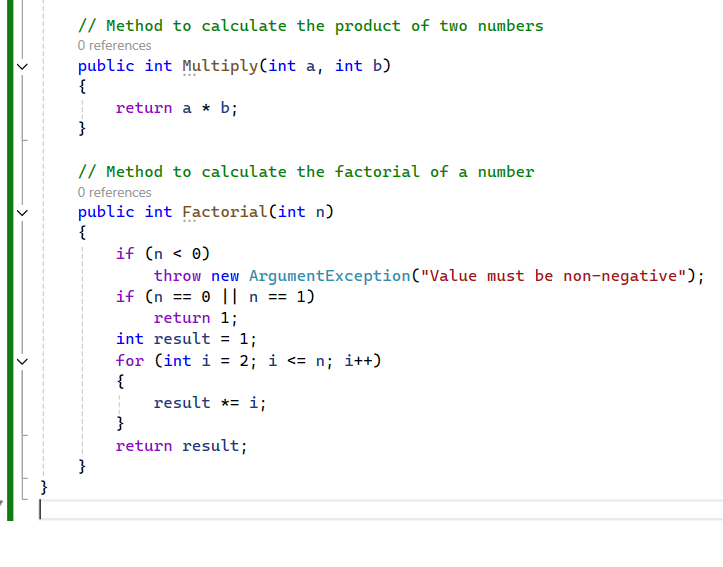 // Method to calculate the product of two numbers
0 references
public int Multiply(int a, int b)
{
return a * b;
}
// Method to calculate the factorial of a number
0 references
public int Factorial(int n)
{
if (n < 0)
throw new ArgumentException("Value must be non-negative");
if (n == 0 || n == 1)
return 1;
int result = 1;
for (int i = 2; i <= n; i++)
{
result *= i;
}
return result;
}
}